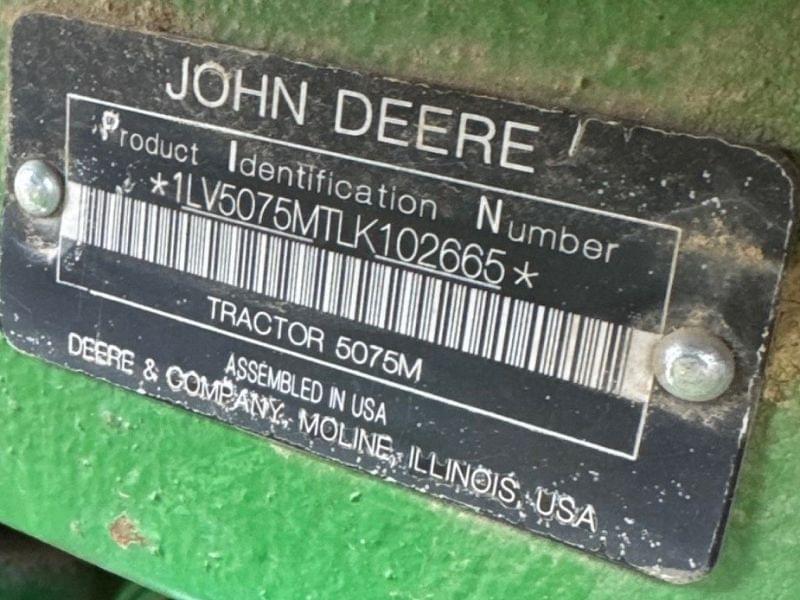 JOHN DEERE
Product Identification Number
*1LV5075MTLK102665*
TRACTOR 5075M
ASSEMBLED IN USA
DEERE & COMPANY, MOLINE, ILLINOIS, USA